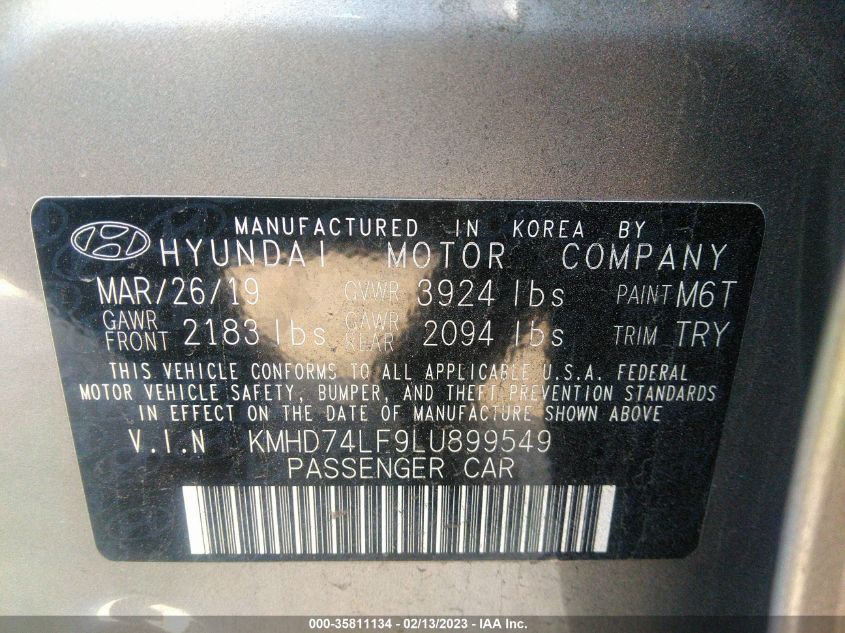 MANUFACTURED IN KOREA BY
HYUNDAI MOTOR COMPANY
MAR/26/19 GVWR 3924 lbs PAINT M6T
GAWR FRONT 2183 lbs GAWR REAR 2094 lbs TRIM TRY
THIS VEHICLE CONFORMS TO ALL APPLICABLE U.S.A. FEDERAL
MOTOR VEHICLE SAFETY, BUMPER, AND THEFT PREVENTION STANDARDS
IN EFFECT ON THE DATE OF MANUFACTURE SHOWN ABOVE
V.I.N KMHD74LF9LU899549
PASSENGER CAR
000-35811134 - 02/13/2023 - IAA Inc.